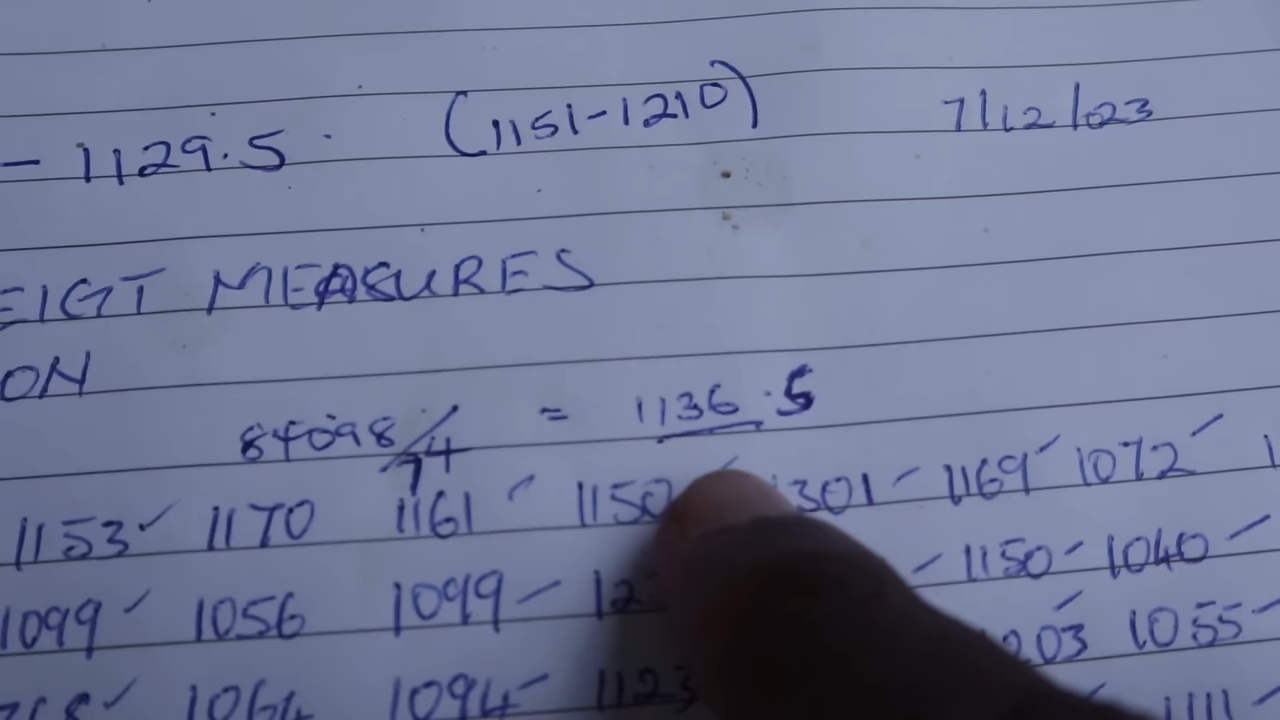 - 1129.5 (1151-1210) 7/12/023
EIGT MEASURES
ON
84098/74 = 1136.5
1153 1170 1161 1150 1301 1169 1072
1099 1056 1099 1150 1040
1203 1055
1064 1094 1123 1111